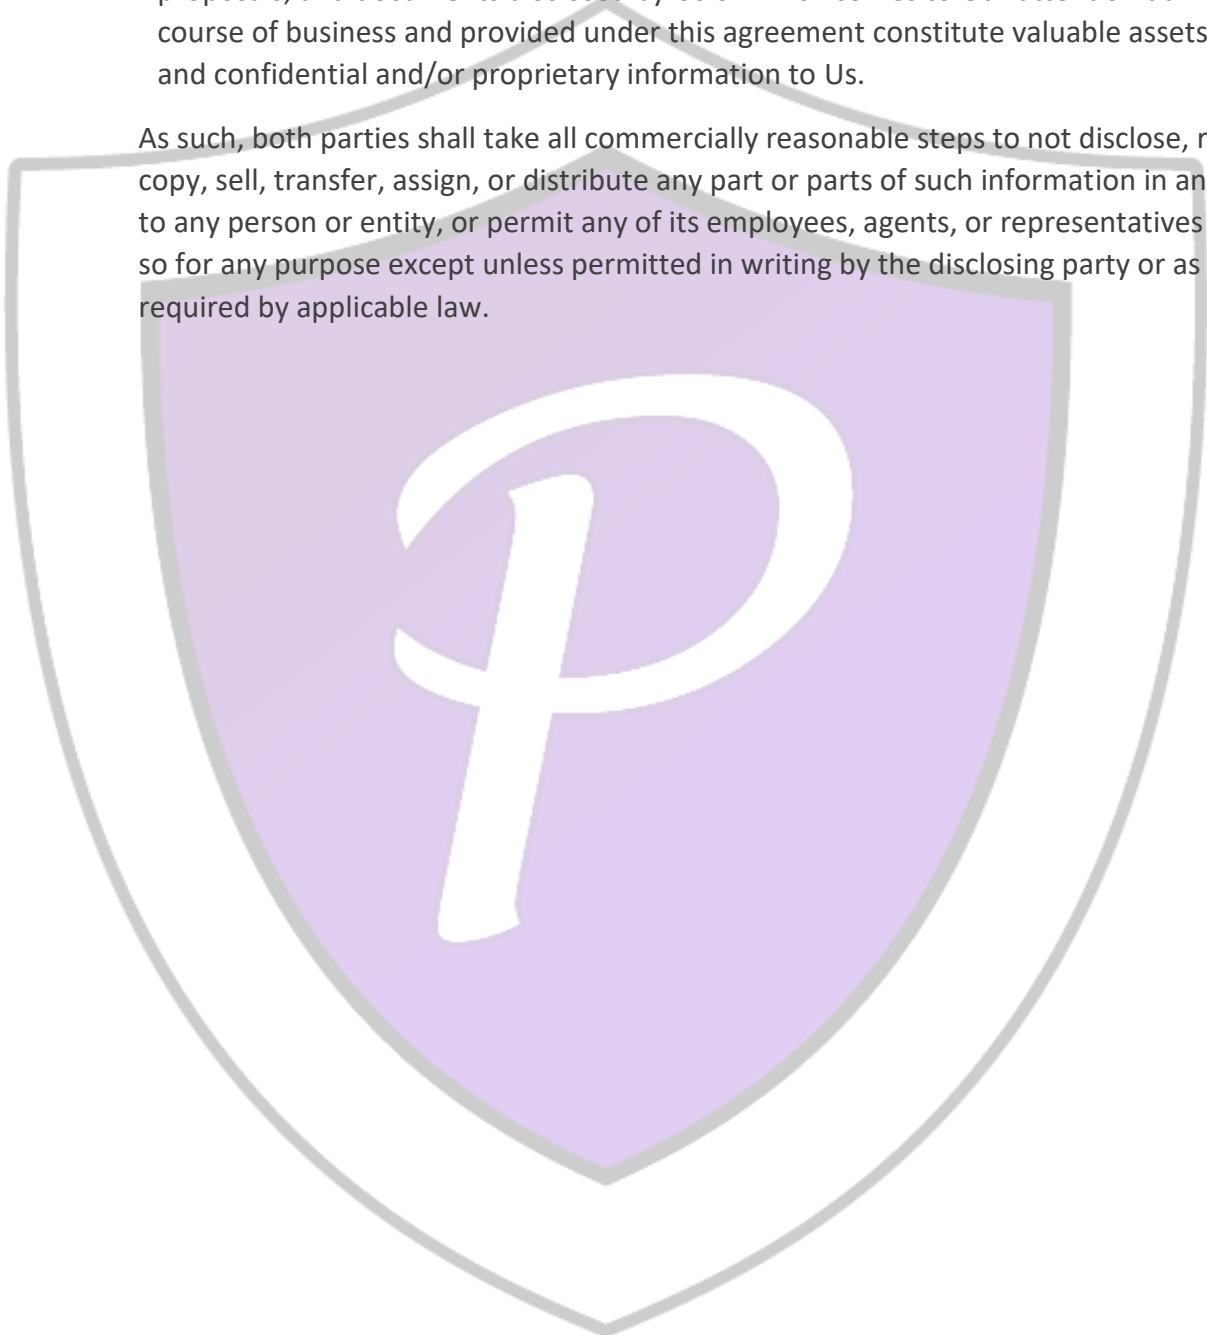 course of business and provided under this agreement constitute valuable assets
and confidential and/or proprietary information to Us.
As such, both parties shall take all commercially reasonable steps to not disclose,
copy, sell, transfer, assign, or distribute any part or parts of such information in
to any person or entity, or permit any of its employees, agents, or representatives
so for any purpose except unless permitted in writing by the disclosing party or as
required by applicable law.
P